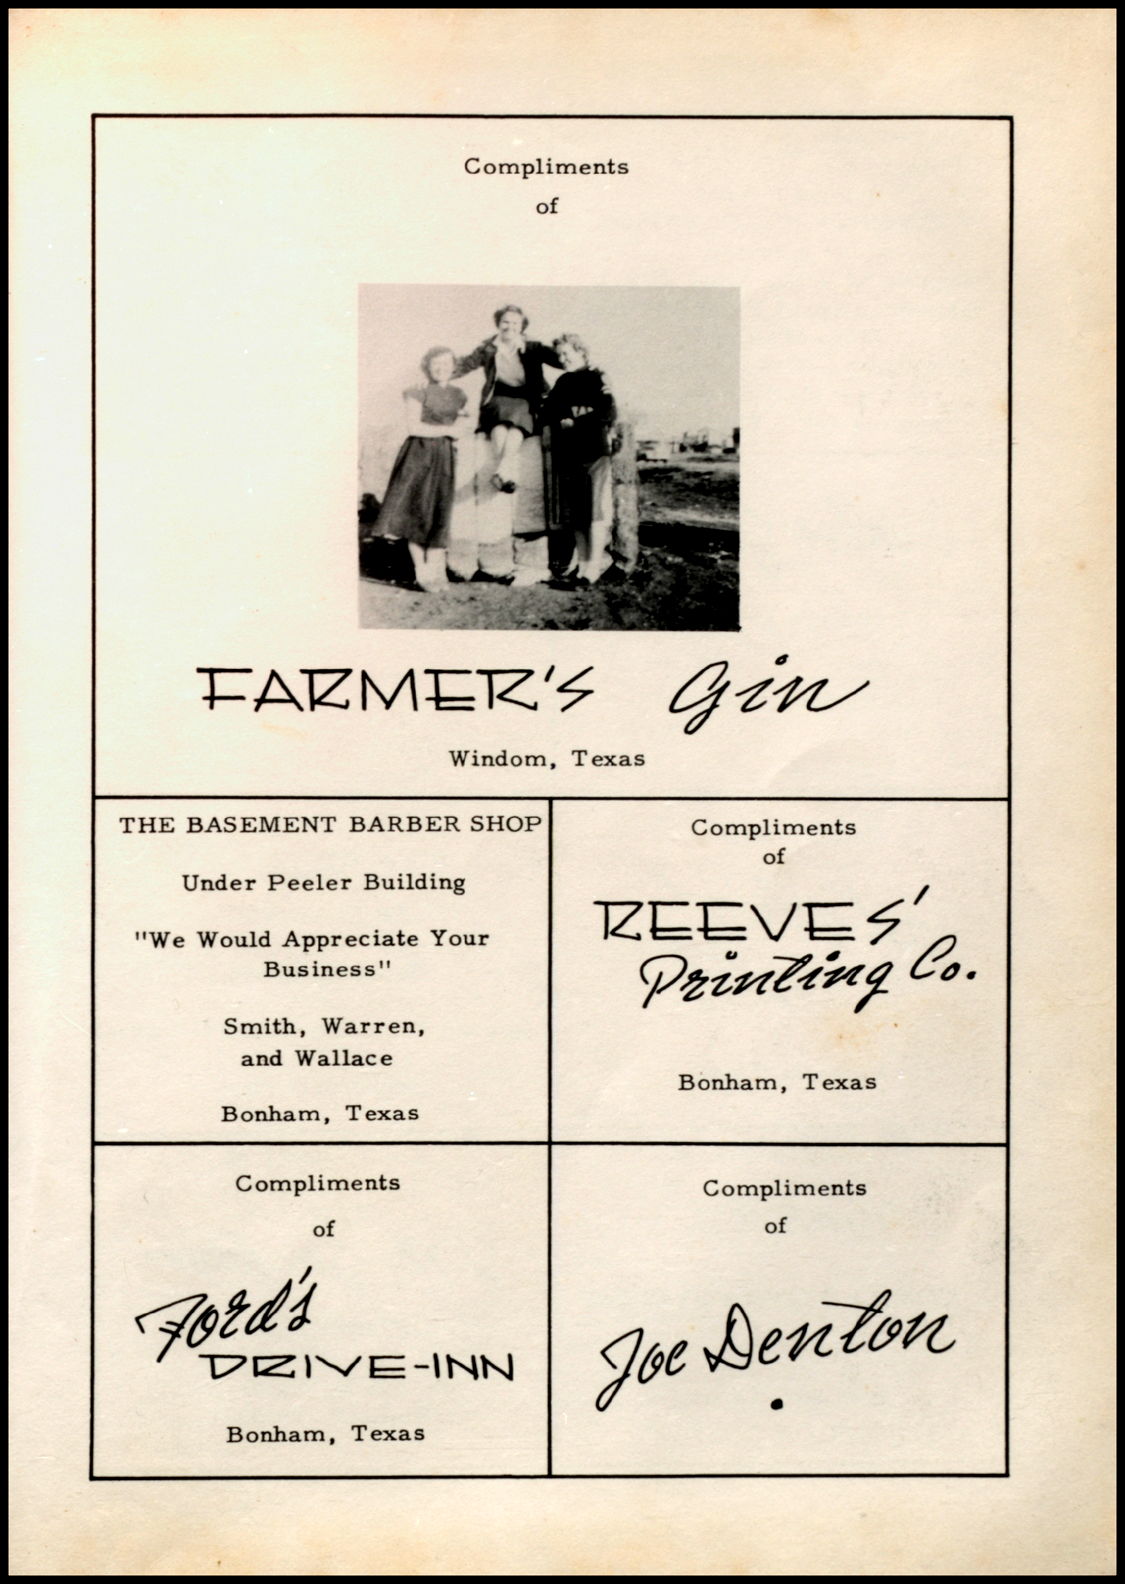 Compliments
of
FARMER'S Gin
Windom, Texas
THE BASEMENT BARBER SHOP
Under Peeler Building
"We Would Appreciate Your
Business"
Smith, Warren,
and Wallace
Bonham, Texas
Compliments
of
REEVES'
Printing Co.
Bonham, Texas
Compliments
of
Ford's
DRIVE-INN
Bonham, Texas
Compliments
of
Joe Denton